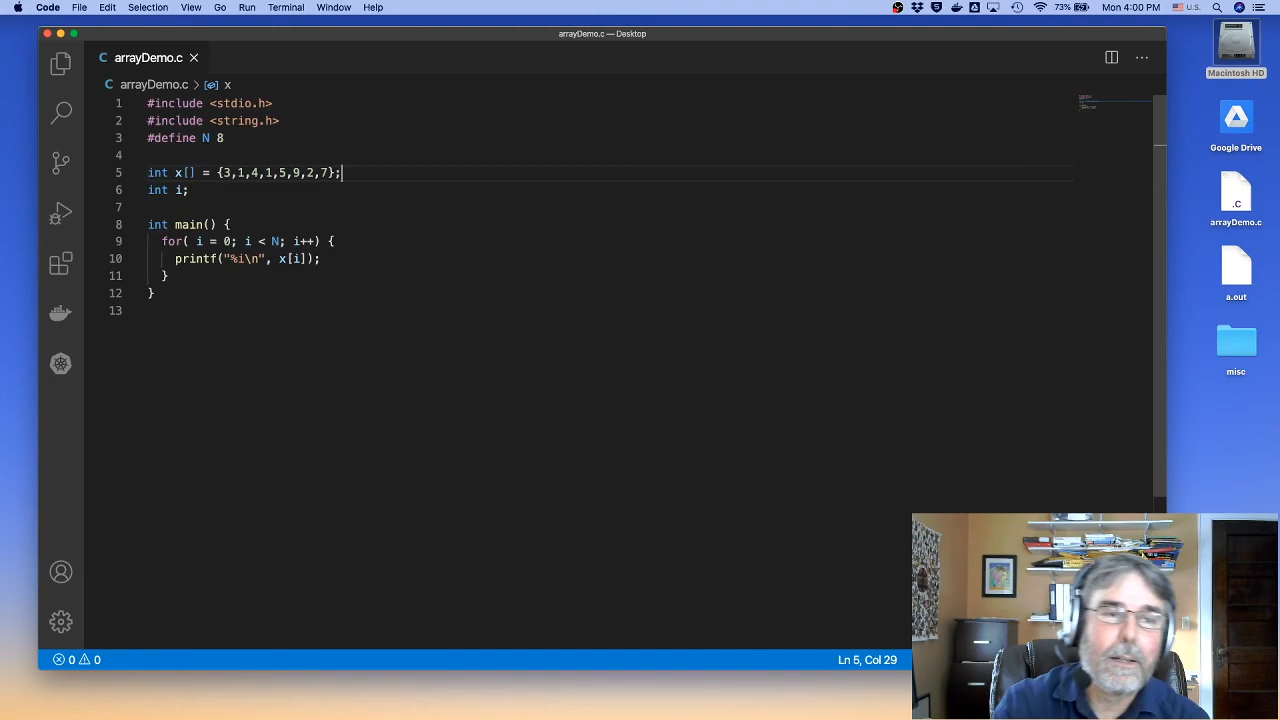 Code File Edit Selection View Go Run Terminal Window Help 73% U.S. Mon 4:00 PM
arrayDemo.c — Desktop
C arrayDemo.c
C arrayDemo.c > x
1 #include <stdio.h>
2 #include <string.h>
3 #define N 8
4
5 int x[] = {3,1,4,1,5,9,2,7};
6 int i;
7
8 int main() {
9 for( i = 0; i < N; i++) {
10 printf("%i\n", x[i]);
11 }
12 }
13
0 0 Ln 5, Col 29
Macintosh HD
Google Drive
.C
arrayDemo.c
a.out
misc